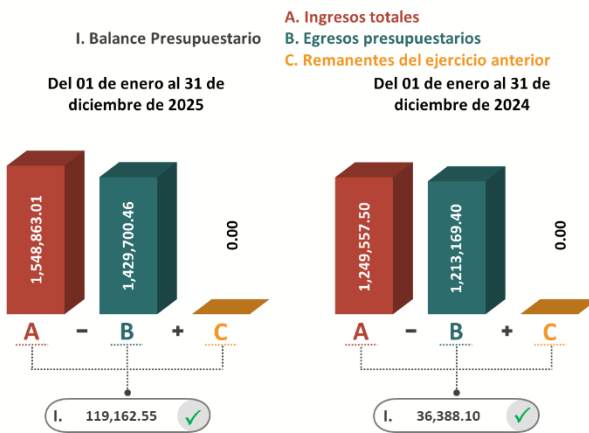 A. Ingresos totales
I. Balance Presupuestario
B. Egresos presupuestarios
C. Remanentes del ejercicio anterior
Del 01 de enero al 31 de
diciembre de 2025
1,548,863.01
1,429,700.46
0.00
A - B + C
I. 119,162.55
Del 01 de enero al 31 de
diciembre de 2024
1,249,557.50
1,213,169.40
0.00
A - B + C
I. 36,388.10